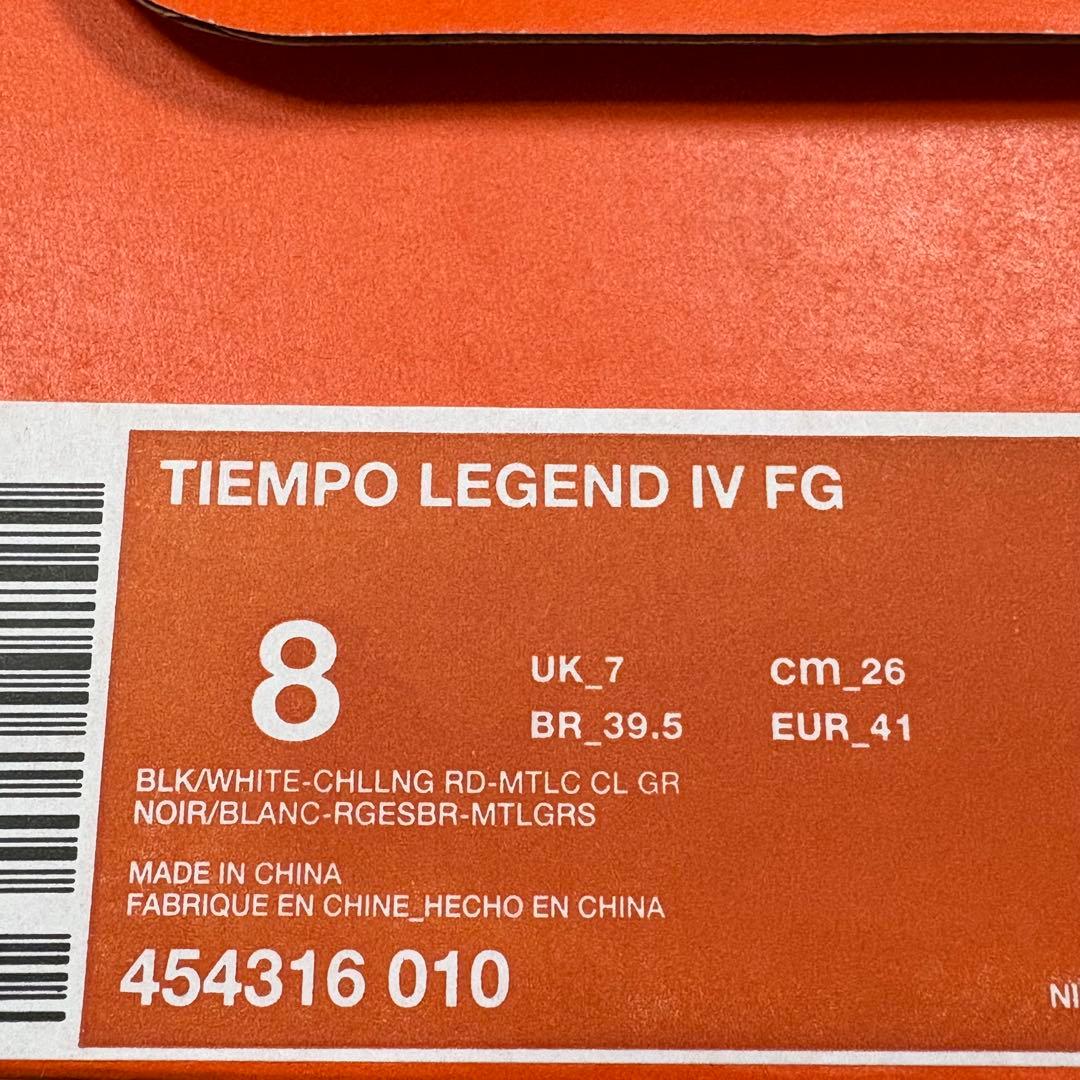 TIEMPO LEGEND IV FG
8
UK_7 cm_26
BR_39.5 EUR_41
BLK/WHITE-CHLLNG RD-MTLC CL GR
NOIR/BLANC-RGESBR-MTLGRS
MADE IN CHINA
FABRIQUE EN CHINE_HECHO EN CHINA
454316 010